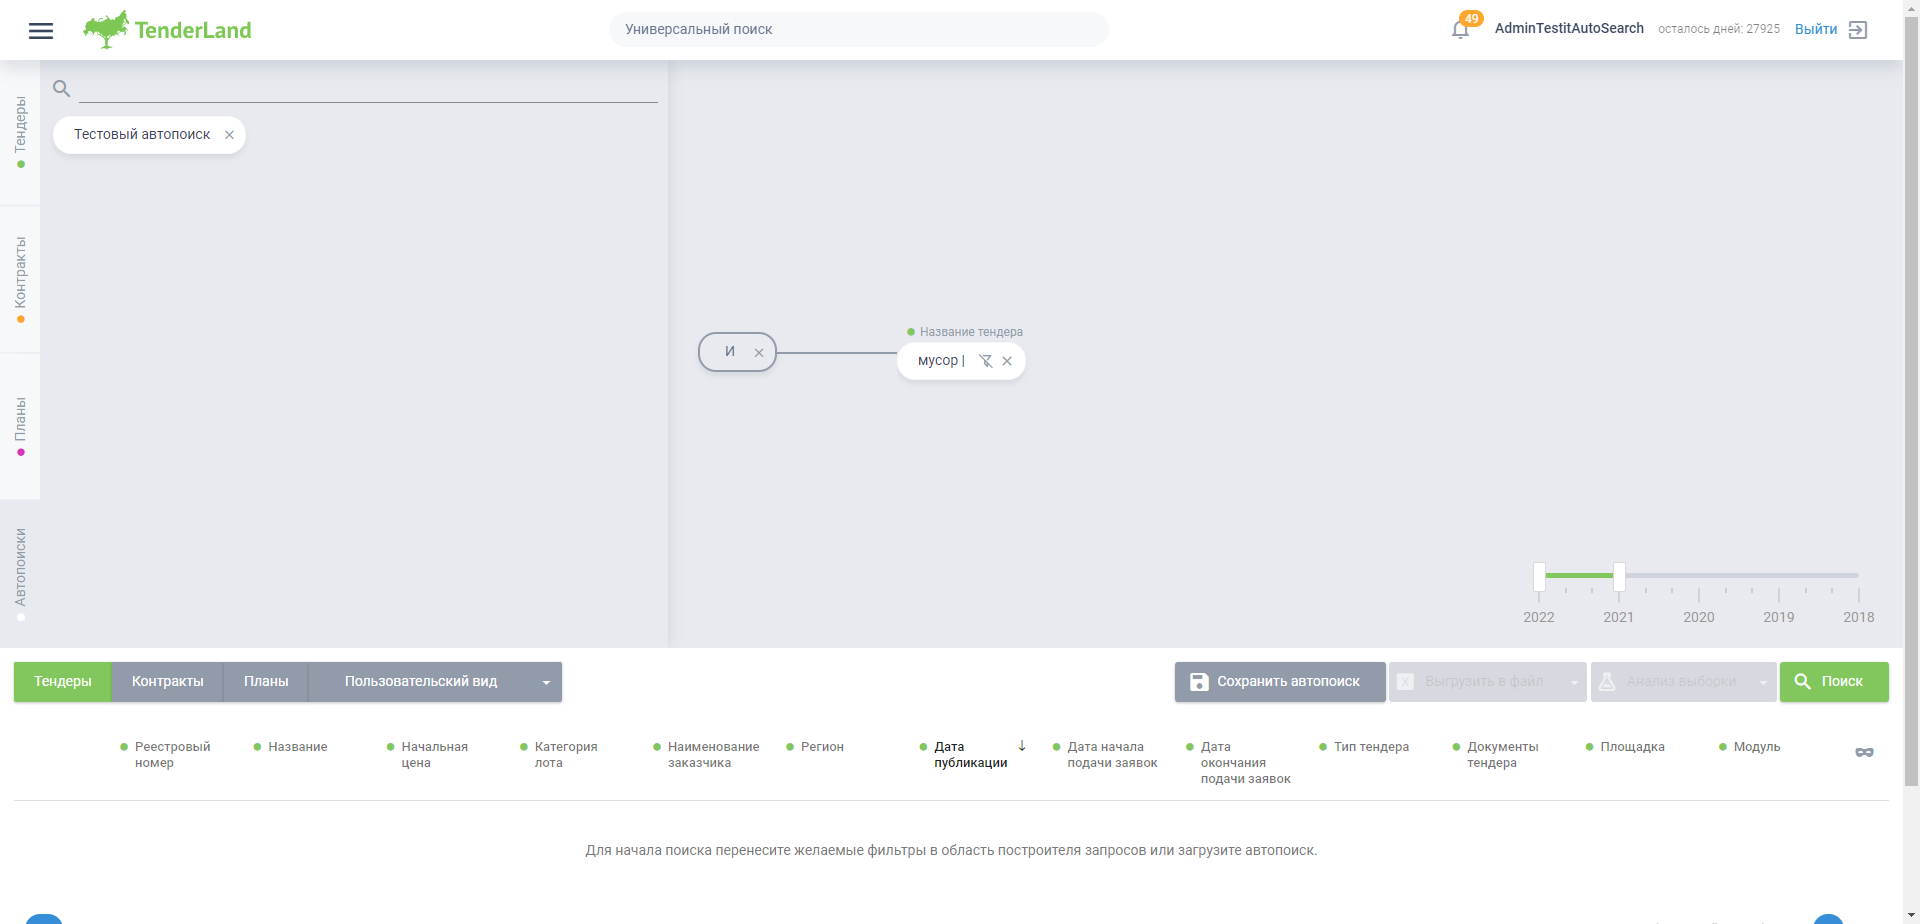 TenderLand
Универсальный поиск
49
AdminTestitAutoSearch
осталось дней: 27925
Выйти
Тендеры
Контракты
Планы
Автопоиски
Тестовый автопоиск
И
Название тендера
мусор |
2022
2021
2020
2019
2018
Тендеры
Контракты
Планы
Пользовательский вид
Сохранить автопоиск
Выгрузить в файл
Анализ выборки
Поиск
Реестровый
номер
Название
Начальная
цена
Категория
лота
Наименование
заказчика
Регион
Дата
публикации
Дата начала
подачи заявок
Дата
окончания
подачи заявок
Тип тендера
Документы
тендера
Площадка
Модуль
Для начала поиска перенесите желаемые фильтры в область построителя запросов или загрузите автопоиск.